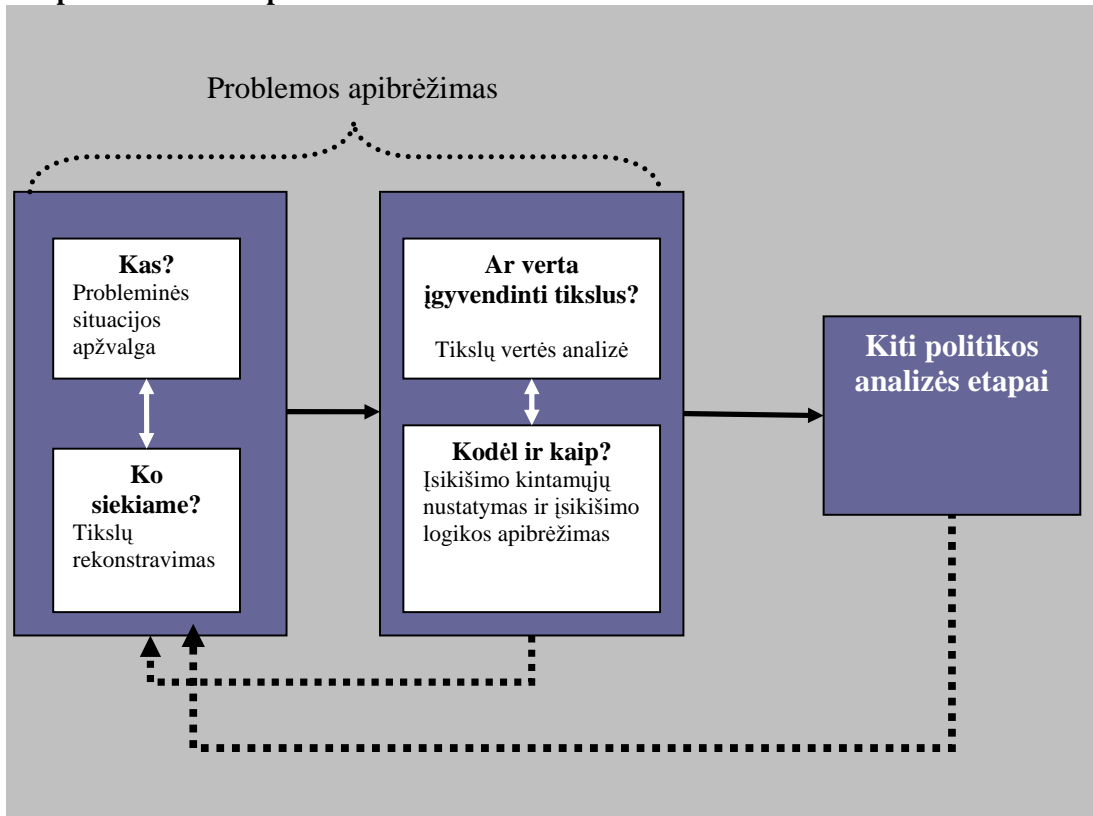 Problemos apibrėžimas
Kas?
Probleminės
situacijos
apžvalga
Ko
siekiame?
Tikslų
rekonstravimas
Ar verta
įgyvendinti tikslus?
Tikslų vertės analizė
Kodėl ir kaip?
Įsikišimo kintamųjų
nustatymas ir įsikišimo
logikos apibrėžimas
Kiti politikos
analizės etapai